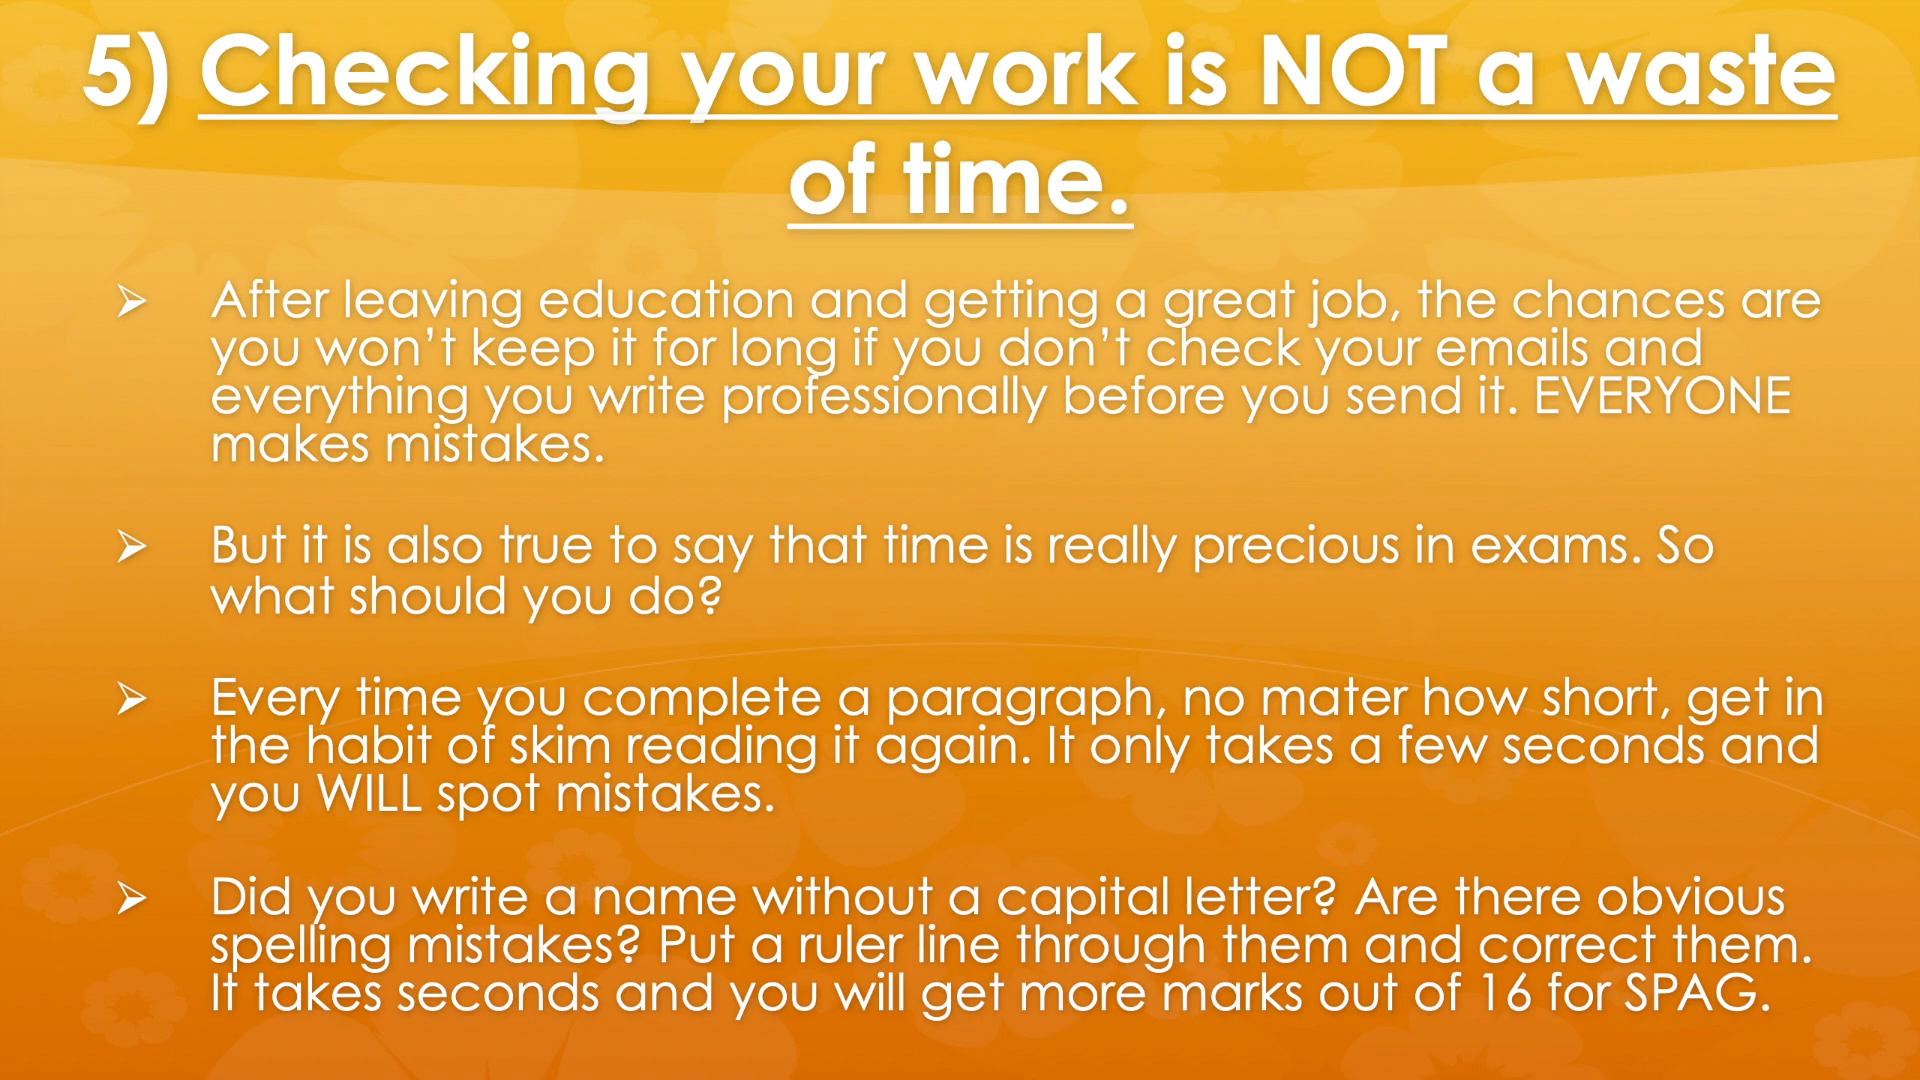 5) Checking your work is NOT a waste
of time.
➢ After leaving education and getting a great job, the chances are
you won’t keep it for long if you don’t check your emails and
everything you write professionally before you send it. EVERYONE
makes mistakes.
➢ But it is also true to say that time is really precious in exams. So
what should you do?
➢ Every time you complete a paragraph, no mater how short, get in
the habit of skim reading it again. It only takes a few seconds and
you WILL spot mistakes.
➢ Did you write a name without a capital letter? Are there obvious
spelling mistakes? Put a ruler line through them and correct them.
It takes seconds and you will get more marks out of 16 for SPAG.